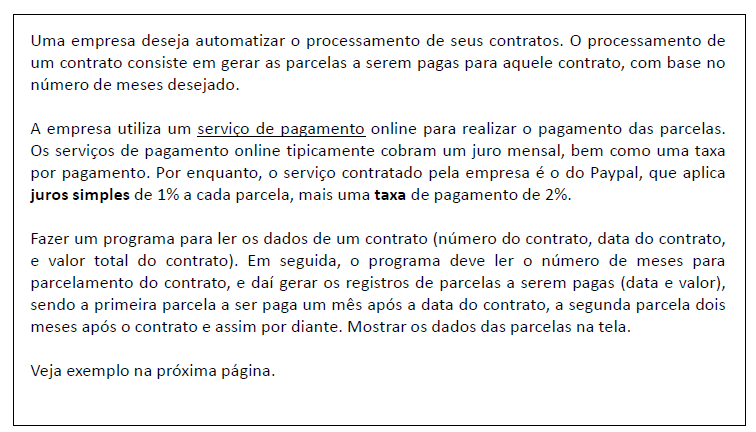 Uma empresa deseja automatizar o processamento de seus contratos. O processamento de
um contrato consiste em gerar as parcelas a serem pagas para aquele contrato, com base no
número de meses desejado.
A empresa utiliza um serviço de pagamento online para realizar o pagamento das parcelas.
Os serviços de pagamento online tipicamente cobram um juro mensal, bem como uma taxa
por pagamento. Por enquanto, o serviço contratado pela empresa é o do Paypal, que aplica
juros simples de 1% a cada parcela, mais uma taxa de pagamento de 2%.
Fazer um programa para ler os dados de um contrato (número do contrato, data do contrato,
e valor total do contrato). Em seguida, o programa deve ler o número de meses para
parcelamento do contrato, e daí gerar os registros de parcelas a serem pagas (data e valor),
sendo a primeira parcela a ser paga um mês após a data do contrato, a segunda parcela dois
meses após o contrato e assim por diante. Mostrar os dados das parcelas na tela.
Veja exemplo na próxima página.